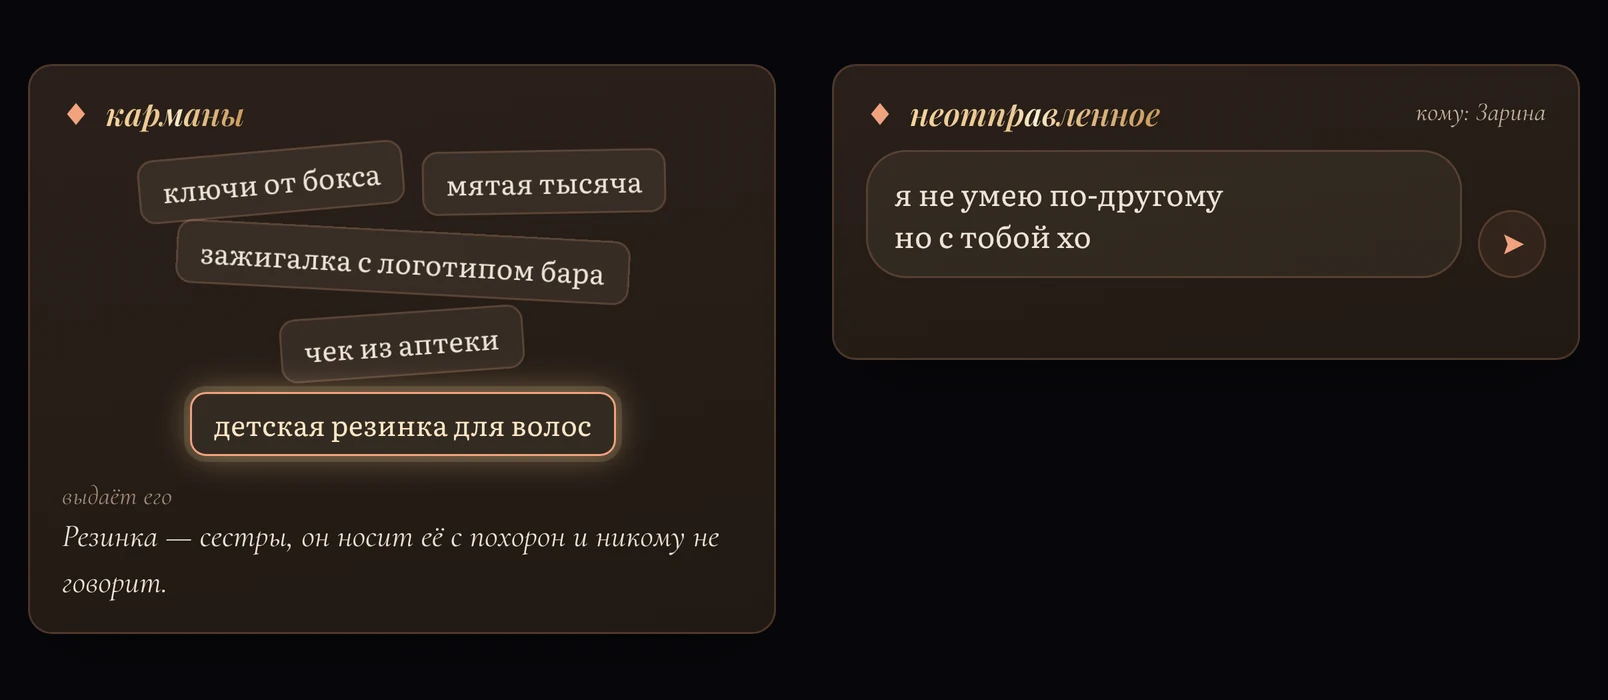 карманы
ключи от бокса
мятая тысяча
зажигалка с логотипом бара
чек из аптеки
детская резинка для волос
выдаёт его
Резинка — сестры, он носит её с похорон и никому не
говорит.
неотправленное
кому: Зарина
я не умею по-другому
но с тобой хо